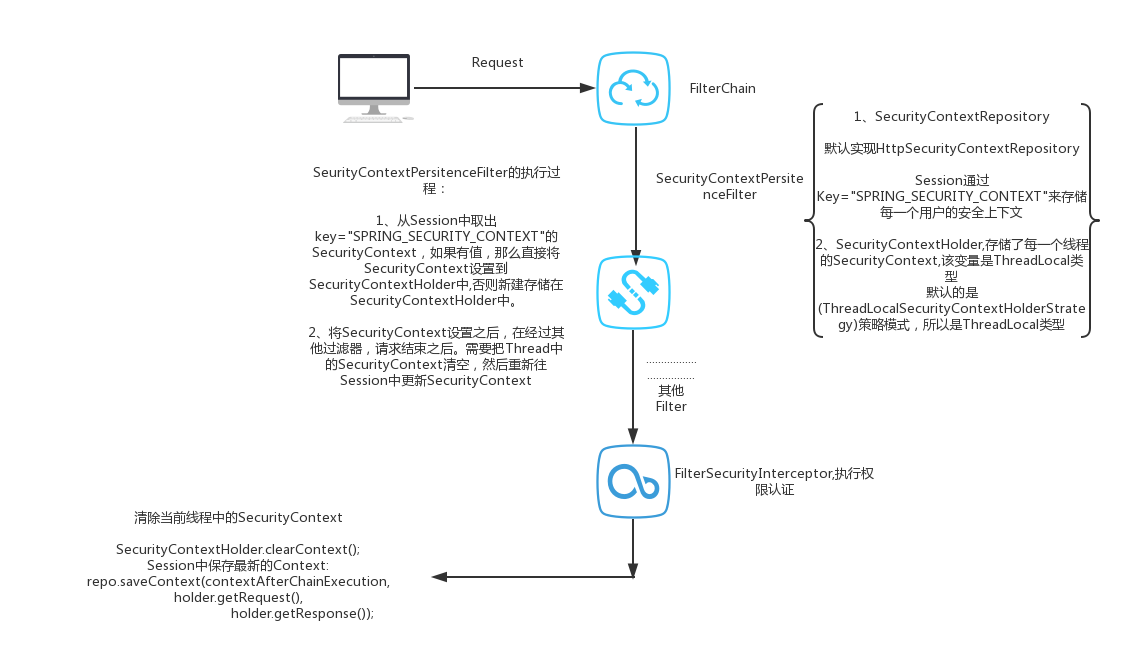 Request
FilterChain
SeurityContextPersitenceFilter的执行过
程：
1、从Session中取出
key="SPRING_SECURITY_CONTEXT"的
SecurityContext，如果有值，那么直接将
SecurityContext设置到
SecurityContextHolder中,否则新建存储在
SecurityContextHolder中。
2、将SecurityContext设置之后，在经过其
他过滤器，请求结束之后。需要把Thread中
的SecurityContext清空，然后重新往
Session中更新SecurityContext
SecurityContextPersite
nceFilter
1、SecurityContextRepository
默认实现HttpSecurityContextRepository
Session通过
Key="SPRING_SECURITY_CONTEXT"来存储
每一个用户的安全上下文
2、SecurityContextHolder,存储了每一个线程
的SecurityContext,该变量是ThreadLocal类
型
默认的是
(ThreadLocalSecurityContextHolderStrate
gy)策略模式，所以是ThreadLocal类型
.................
................
其他
Filter
FilterSecurityInterceptor,执行权
限认证
清除当前线程中的SecurityContext
SecurityContextHolder.clearContext();
Session中保存最新的Context:
repo.saveContext(contextAfterChainExecution,
holder.getRequest(),
holder.getResponse());